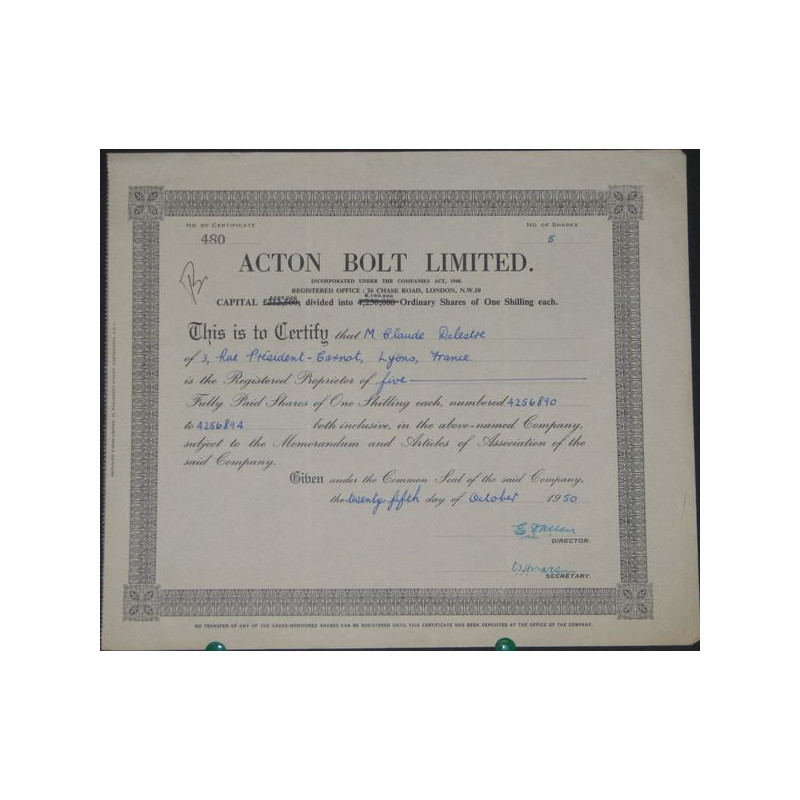 No OF CERTIFICATE
No OF SHARES
480
5
ACTON BOLT LIMITED.
INCORPORATED UNDER THE COMPANIES ACT, 1948.
REGISTERED OFFICE : 26 CHASE ROAD, LONDON, N.W.10
CAPITAL divided into Ordinary Shares of One Shilling each.
This is to Certify that M. Claude Delestre
of 3, Rue Président-Carnot, Lyons, France
is the Registered Proprietor of five
Fully Paid Shares of One Shilling each, numbered 4256890
to 4256894 both inclusive, in the above-named Company,
subject to the Memorandum and Articles of Association of the
said Company.
Given under the Common Seal of the said Company,
the twenty fifth day of October 1950
DIRECTOR.
SECRETARY.
NO TRANSFER OF ANY OF THE ABOVE-MENTIONED SHARES CAN BE REGISTERED UNTIL THIS CERTIFICATE HAS BEEN DEPOSITED AT THE OFFICE OF THE COMPANY.